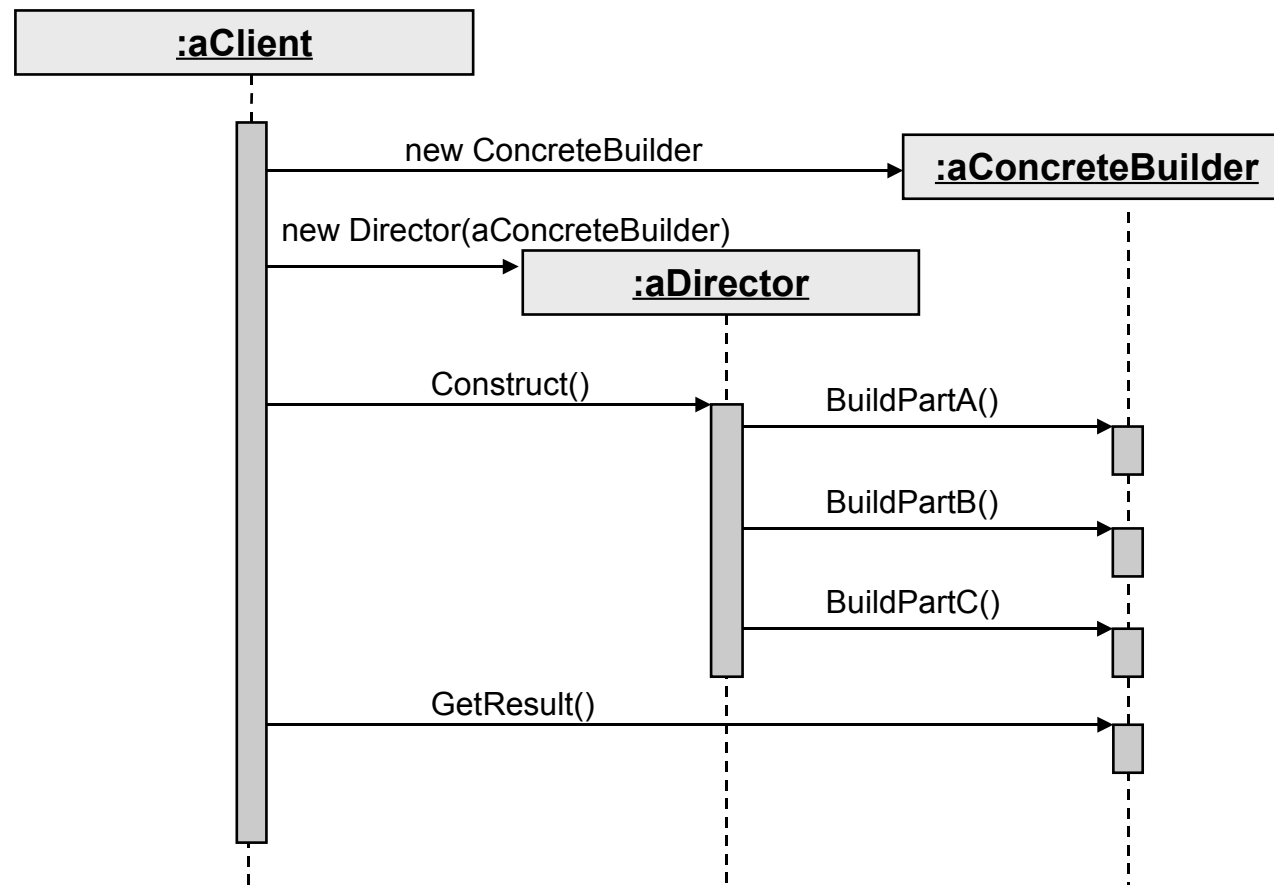 :aClient
new ConcreteBuilder
:aConcreteBuilder
new Director(aConcreteBuilder)
:aDirector
Construct()
BuildPartA()
BuildPartB()
BuildPartC()
GetResult()